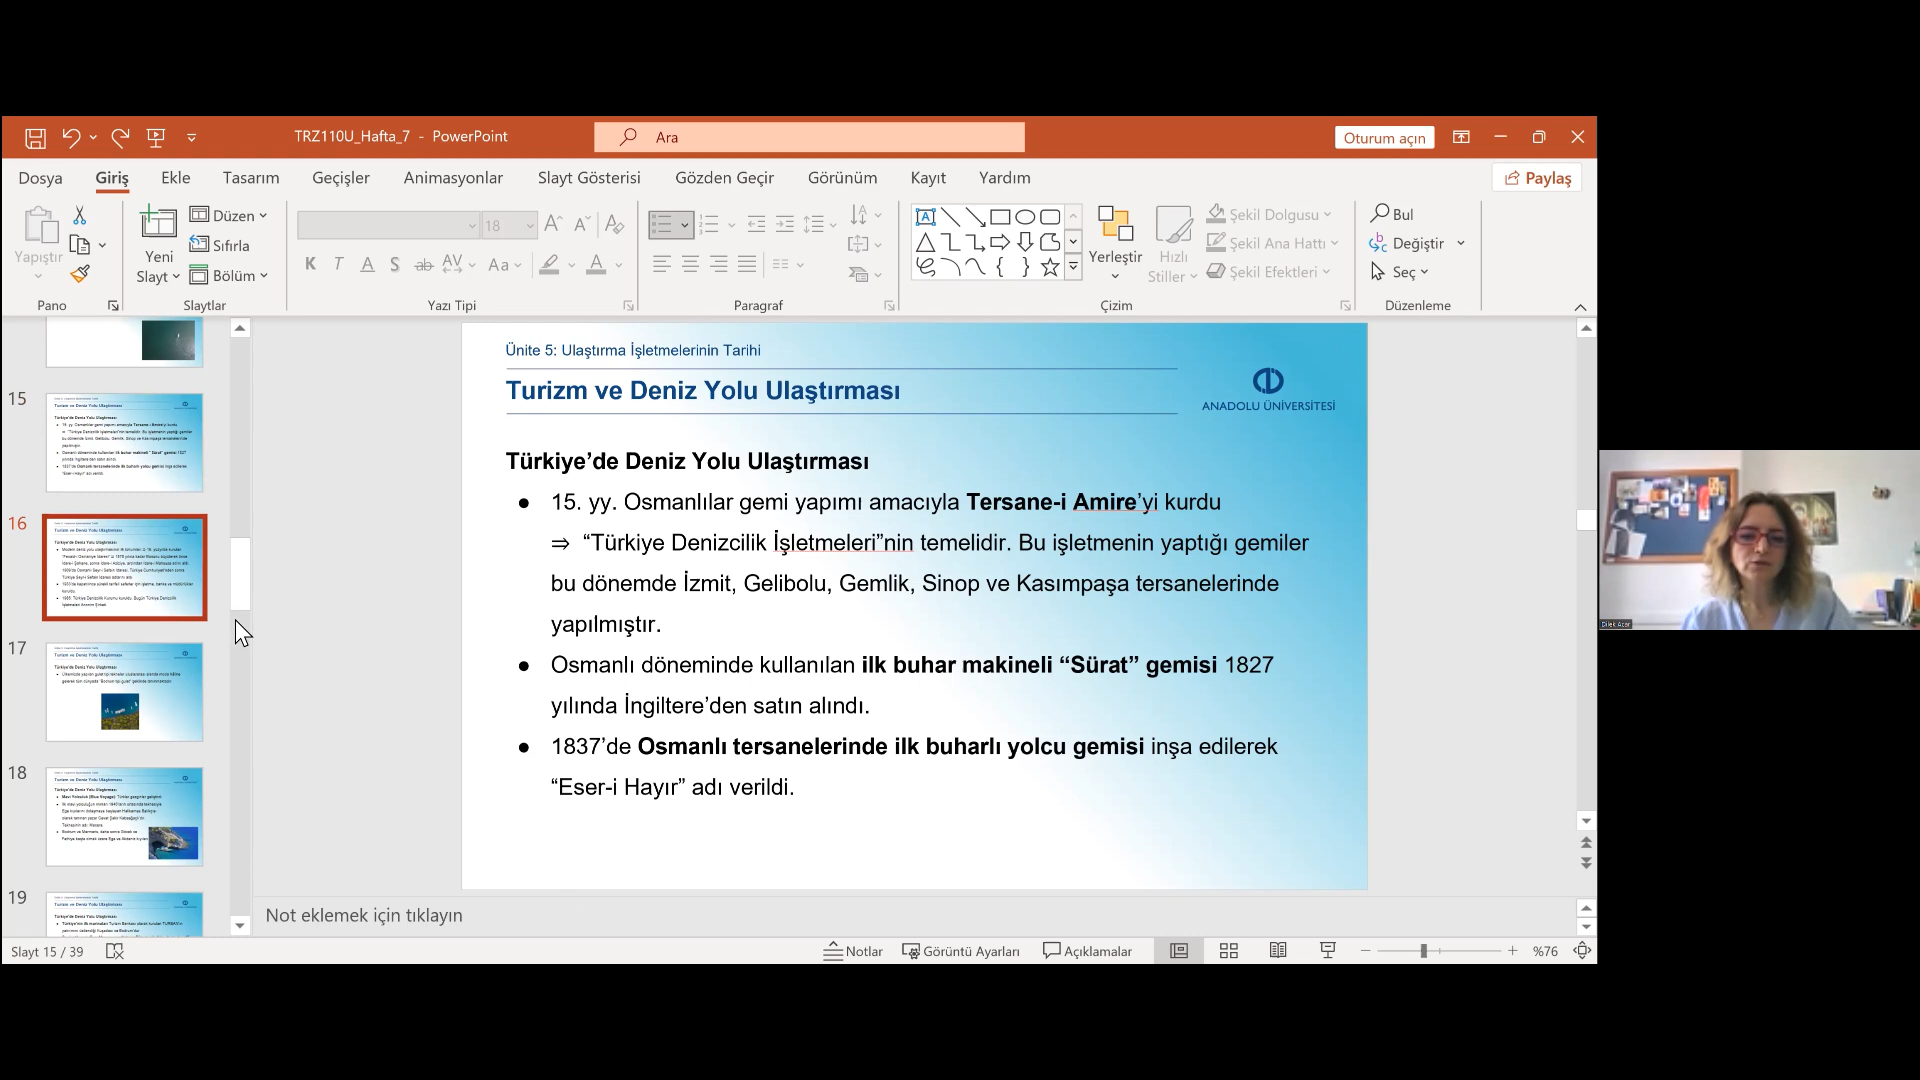 TRZ110U_Hafta_7 - PowerPoint
Ara
Oturum açın
Dosya
Giriş
Ekle
Tasarım
Geçişler
Animasyonlar
Slayt Gösterisi
Gözden Geçir
Görünüm
Kayıt
Yardım
Paylaş
Yapıştır
Pano
Yeni
Slayt
Düzen
Sıfırla
Bölüm
Slaytlar
18
K T A S ab AV Aa A
Yazı Tipi
Paragraf
Yerleştir
Hızlı
Stiller
Şekil Dolgusu
Şekil Ana Hattı
Şekil Efektleri
Çizim
Bul
Değiştir
Seç
Düzenleme
15
16
17
18
19
Ünite 5: Ulaştırma İşletmelerinin Tarihi
Turizm ve Deniz Yolu Ulaştırması
ANADOLU ÜNİVERSİTESİ
Türkiye’de Deniz Yolu Ulaştırması
● 15. yy. Osmanlılar gemi yapımı amacıyla Tersane-i Amire’yi kurdu
⇒ “Türkiye Denizcilik İşletmeleri”nin temelidir. Bu işletmenin yaptığı gemiler
bu dönemde İzmit, Gelibolu, Gemlik, Sinop ve Kasımpaşa tersanelerinde
yapılmıştır.
● Osmanlı döneminde kullanılan ilk buhar makineli “Sürat” gemisi 1827
yılında İngiltere’den satın alındı.
● 1837’de Osmanlı tersanelerinde ilk buharlı yolcu gemisi inşa edilerek
“Eser-i Hayır” adı verildi.
Not eklemek için tıklayın
Slayt 15 / 39
Notlar
Görüntü Ayarları
Açıklamalar
%76
Dilek Acar